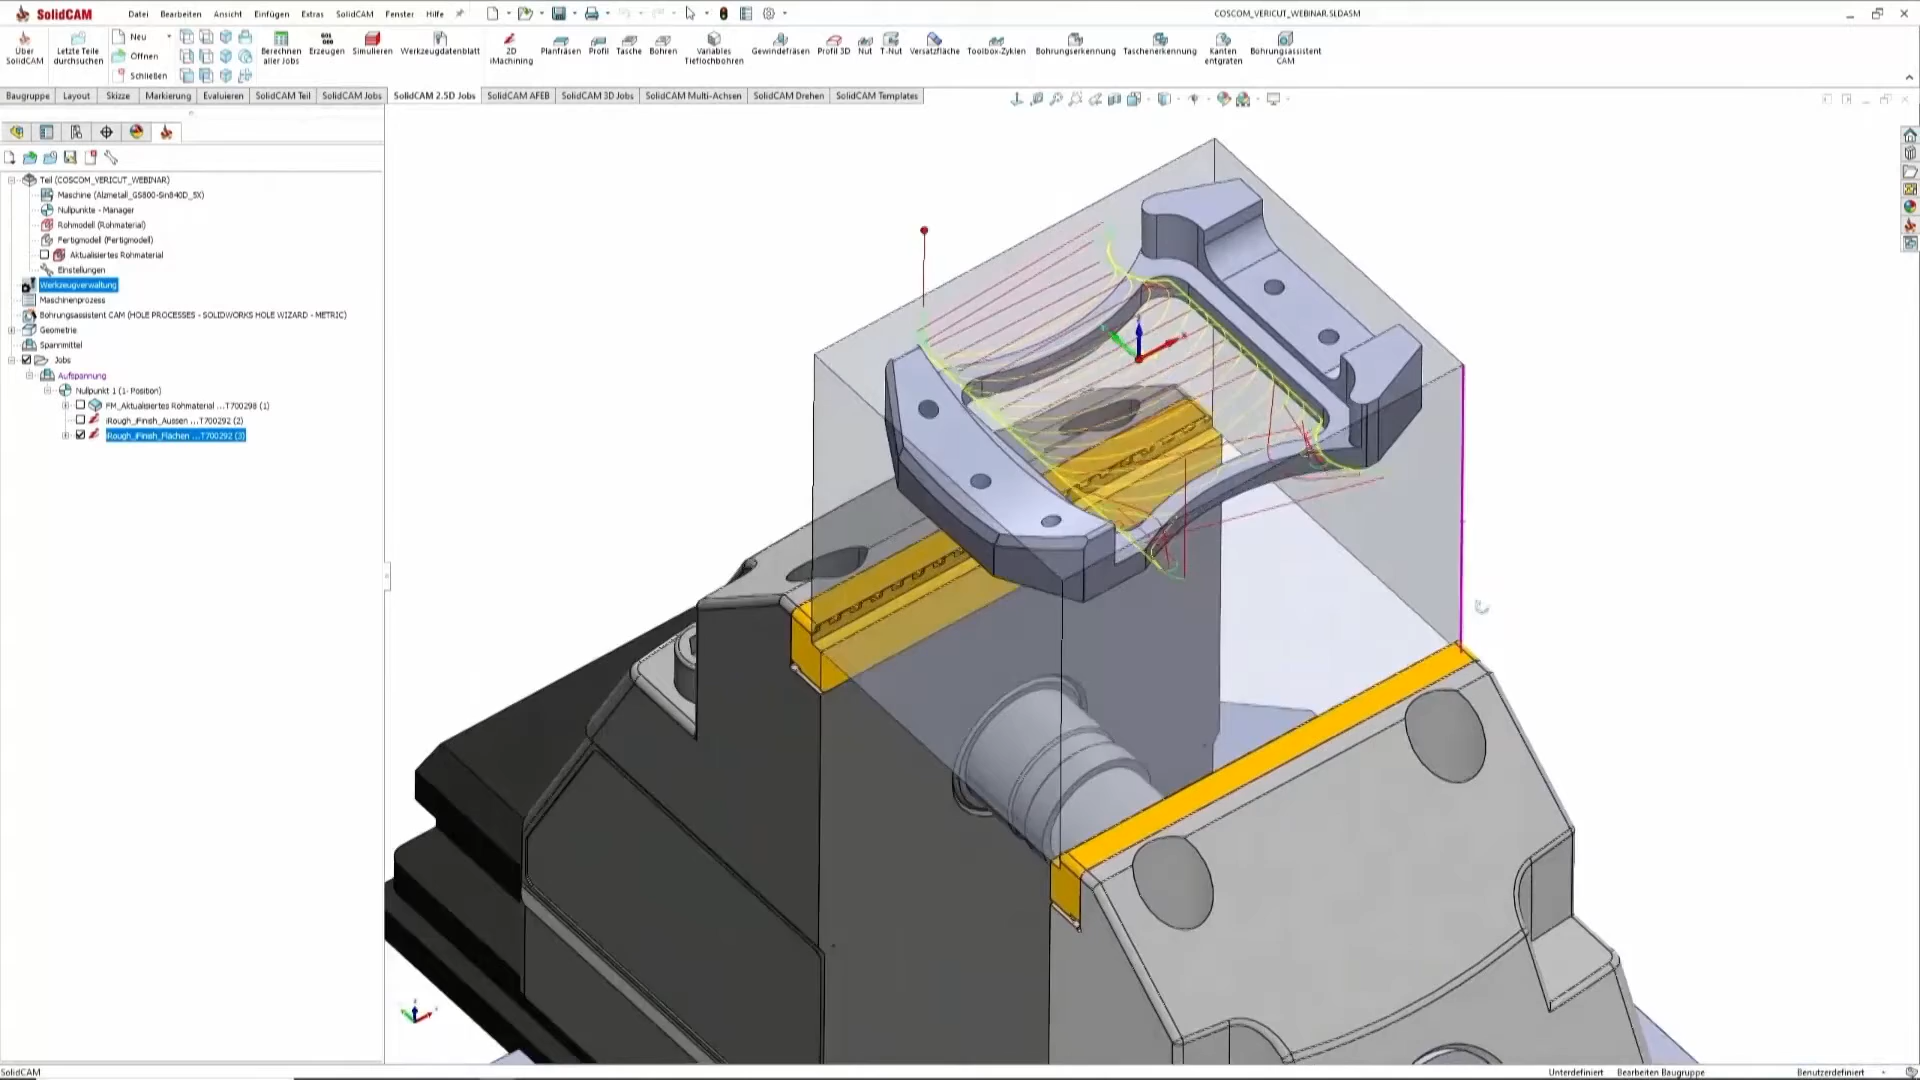 SolidCAM
Datei Bearbeiten Ansicht Einfügen Extras SolidCAM Fenster Hilfe
COSCOM_VERICUT_WEBINAR.SLDASM
Über SolidCAM
Letzte Teile durchsuchen
Neu
Öffnen
Schließen
Berechnen aller Jobs
Erzeugen
Simulieren
Werkzeugdatenblatt
2D iMachining
Planfräsen
Profil
Tasche
Bohren
Variables Tieflochbohren
Gewindefräsen
Profil 3D
Nut
T-Nut
Versatzfläche
Toolbox-Zyklen
Bohrungserkennung
Taschenerkennung
Kanten entgraten
Bohrungsassistent CAM
Baugruppe Layout Skizze Markierung Evaluieren SolidCAM Teil SolidCAM Jobs SolidCAM 2.5D Jobs SolidCAM AFEB SolidCAM 3D Jobs SolidCAM Multi-Achsen SolidCAM Drehen SolidCAM Templates
Teil (COSCOM_VERICUT_WEBINAR)
Maschine (Alzmetall_GS800-Sin840D_5X)
Nullpunkte - Manager
Rohmodell (Rohmaterial)
Fertigmodell (Fertigmodell)
Aktualisiertes Rohmaterial
Einstellungen
Werkzeugverwaltung
Maschinenprozess
Bohrungsassistent CAM (HOLE PROCESSES - SOLIDWORKS HOLE WIZARD - METRIC)
Geometrie
Spannmittel
Jobs
Aufspannung
Nullpunkt 1 (1- Position)
FM_Aktualisiertes Rohmaterial ...T700298 (1)
iRough_iFinish_Aussen ...T700292 (2)
iRough_iFinish_Flächen ...T700292 (3)
SolidCAM
Unterdefiniert Bearbeiten Baugruppe Benutzerdefiniert